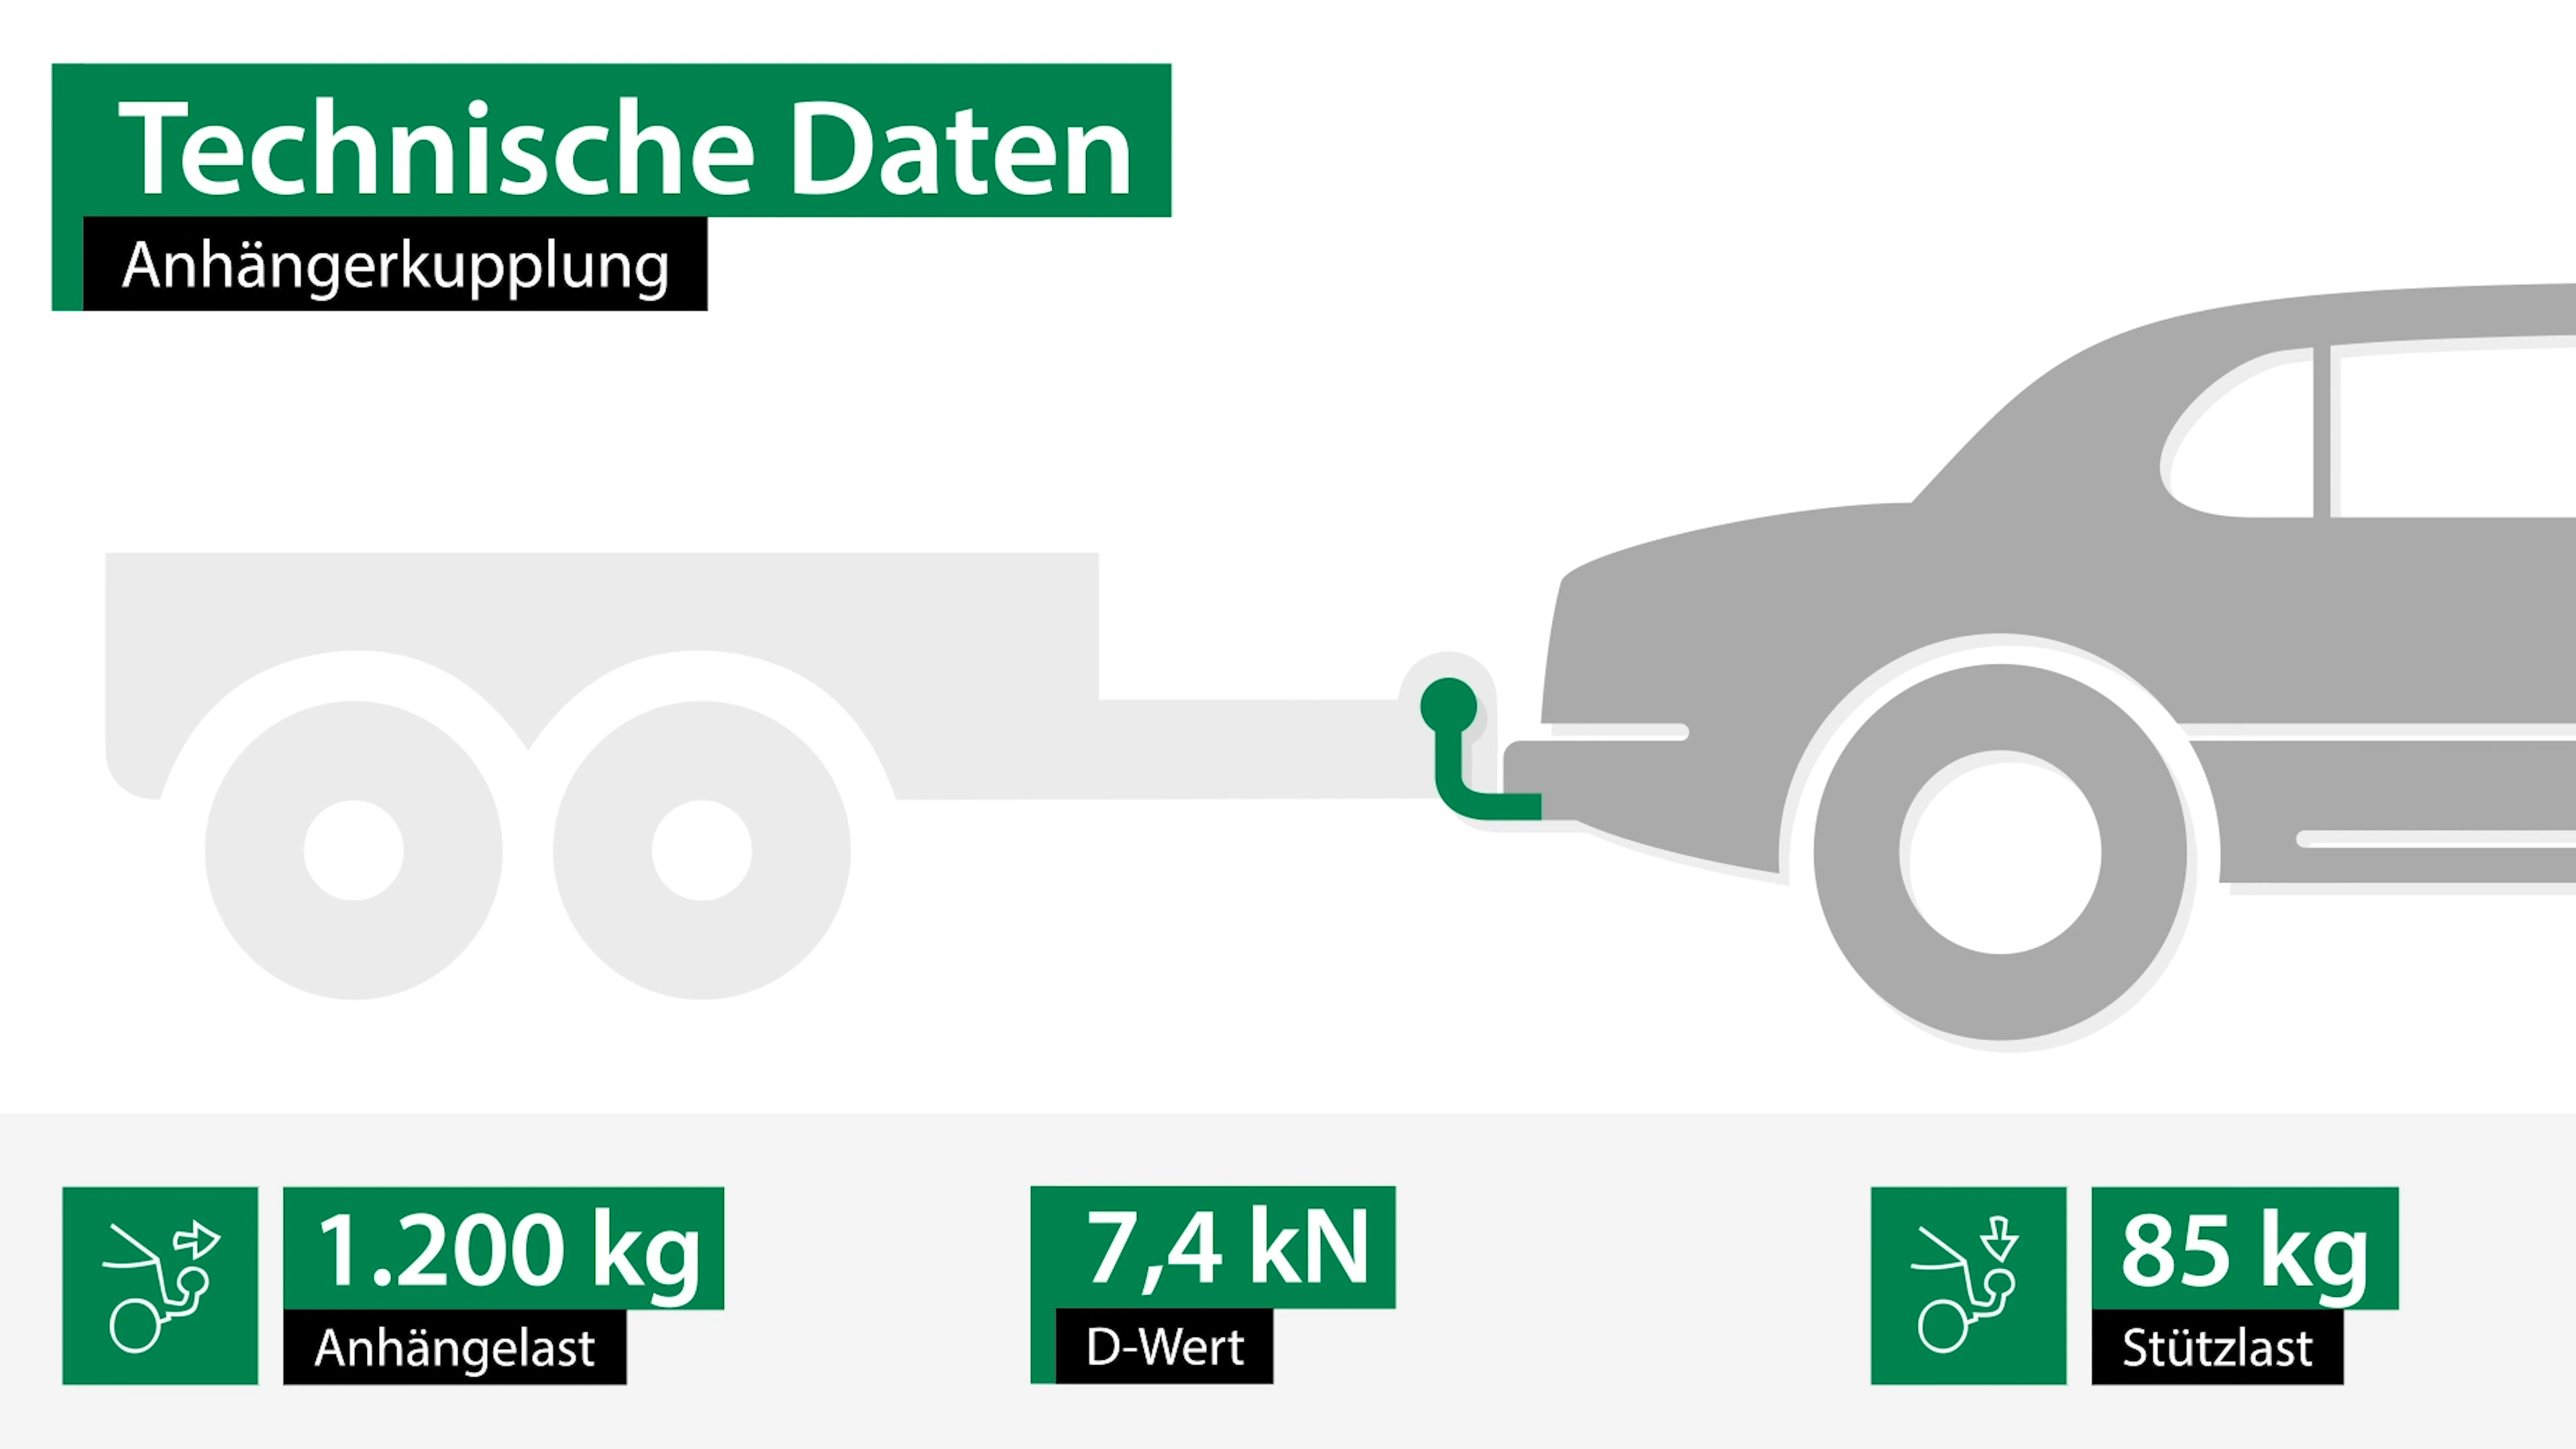 Technische Daten
Anhängerkupplung
1.200 kg
Anhängelast
7,4 kN
D-Wert
85 kg
Stützlast